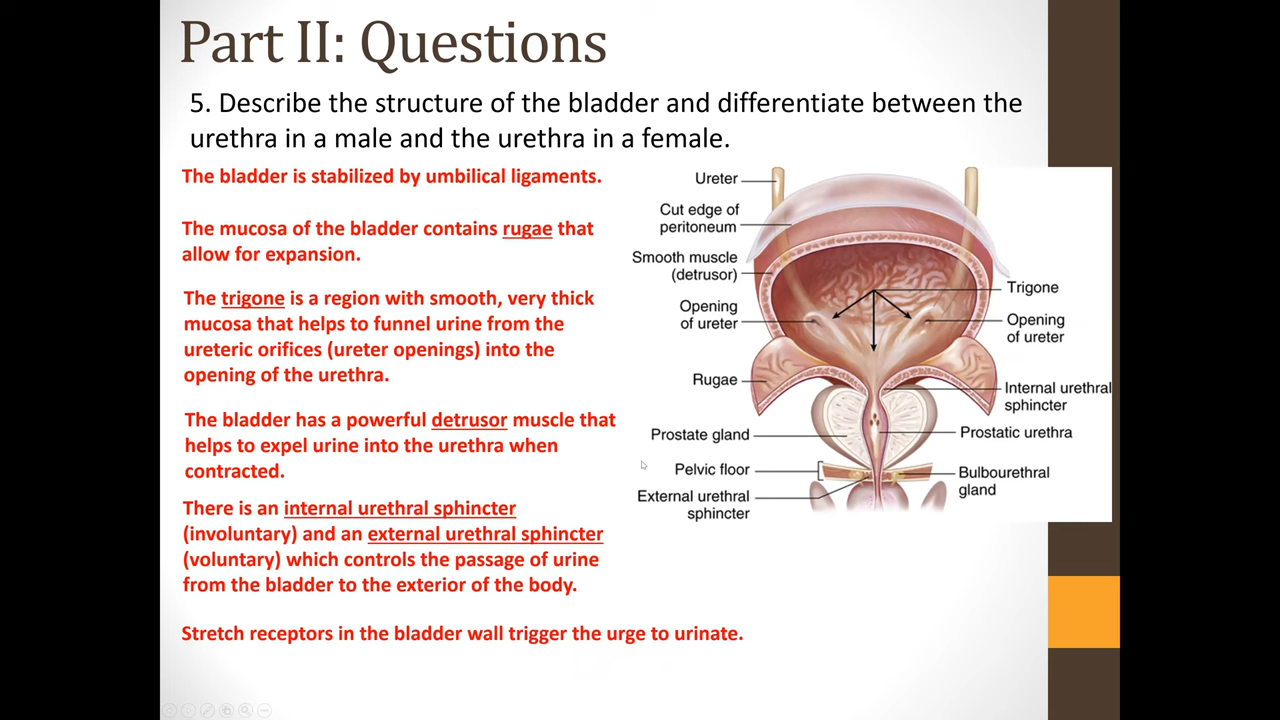 Part II: Questions
5. Describe the structure of the bladder and differentiate between the
urethra in a male and the urethra in a female.
The bladder is stabilized by umbilical ligaments.
The mucosa of the bladder contains rugae that
allow for expansion.
The trigone is a region with smooth, very thick
mucosa that helps to funnel urine from the
ureteric orifices (ureter openings) into the
opening of the urethra.
The bladder has a powerful detrusor muscle that
helps to expel urine into the urethra when
contracted.
There is an internal urethral sphincter
(involuntary) and an external urethral sphincter
(voluntary) which controls the passage of urine
from the bladder to the exterior of the body.
Stretch receptors in the bladder wall trigger the urge to urinate.
Ureter
Cut edge of
peritoneum
Smooth muscle
(detrusor)
Opening
of ureter
Rugae
Prostate gland
Pelvic floor
External urethral
sphincter
Trigone
Opening
of ureter
Internal urethral
sphincter
Prostatic urethra
Bulbourethral
gland